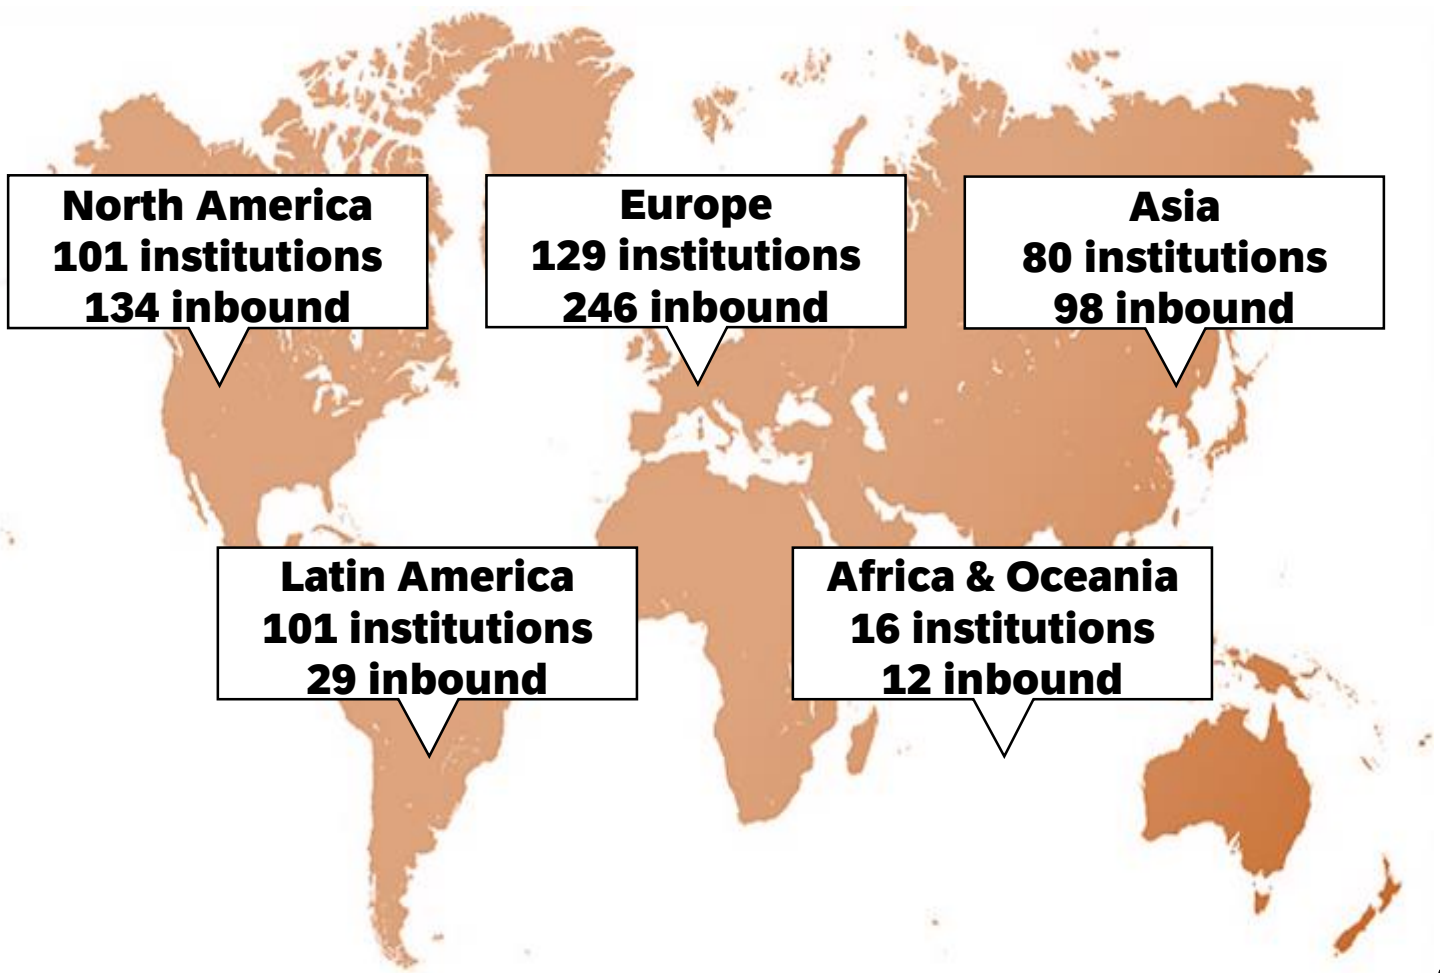 North America
101 institutions
134 inbound
Europe
129 institutions
246 inbound
Asia
80 institutions
98 inbound
Latin America
101 institutions
29 inbound
Africa & Oceania
16 institutions
12 inbound